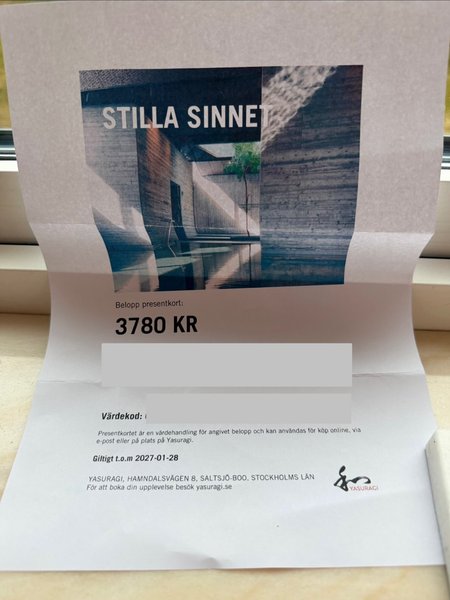 STILLA SINNET
Belopp presentkort:
3780 KR
Värdekod:
Presentkortet är en värdehandling för angivet belopp och kan användas för köp online, via
e-post eller på plats på Yasuragi.
Giltigt t.o.m 2027-01-28
YASURAGI, HAMNDALSVÄGEN 8, SALTSJÖ-BOO, STOCKHOLMS LÄN
För att boka din upplevelse besök yasuragi.se
YASURAGI